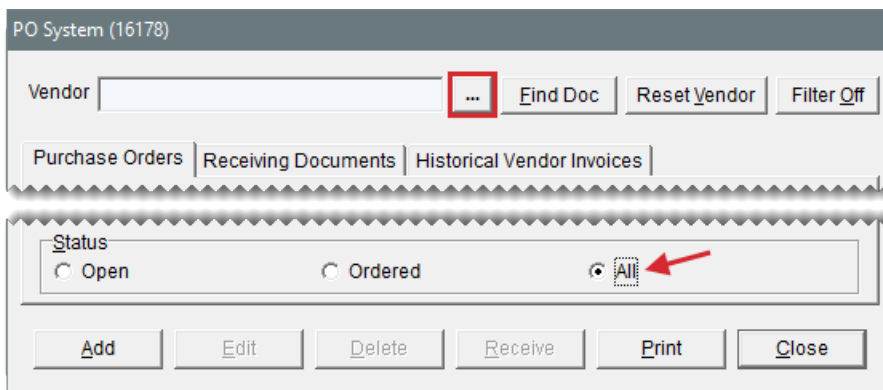 PO System (16178)
Vendor ... Find Doc Reset Vendor Filter Off
Purchase Orders Receiving Documents Historical Vendor Invoices
Status
Open Ordered All
Add Edit Delete Receive Print Close